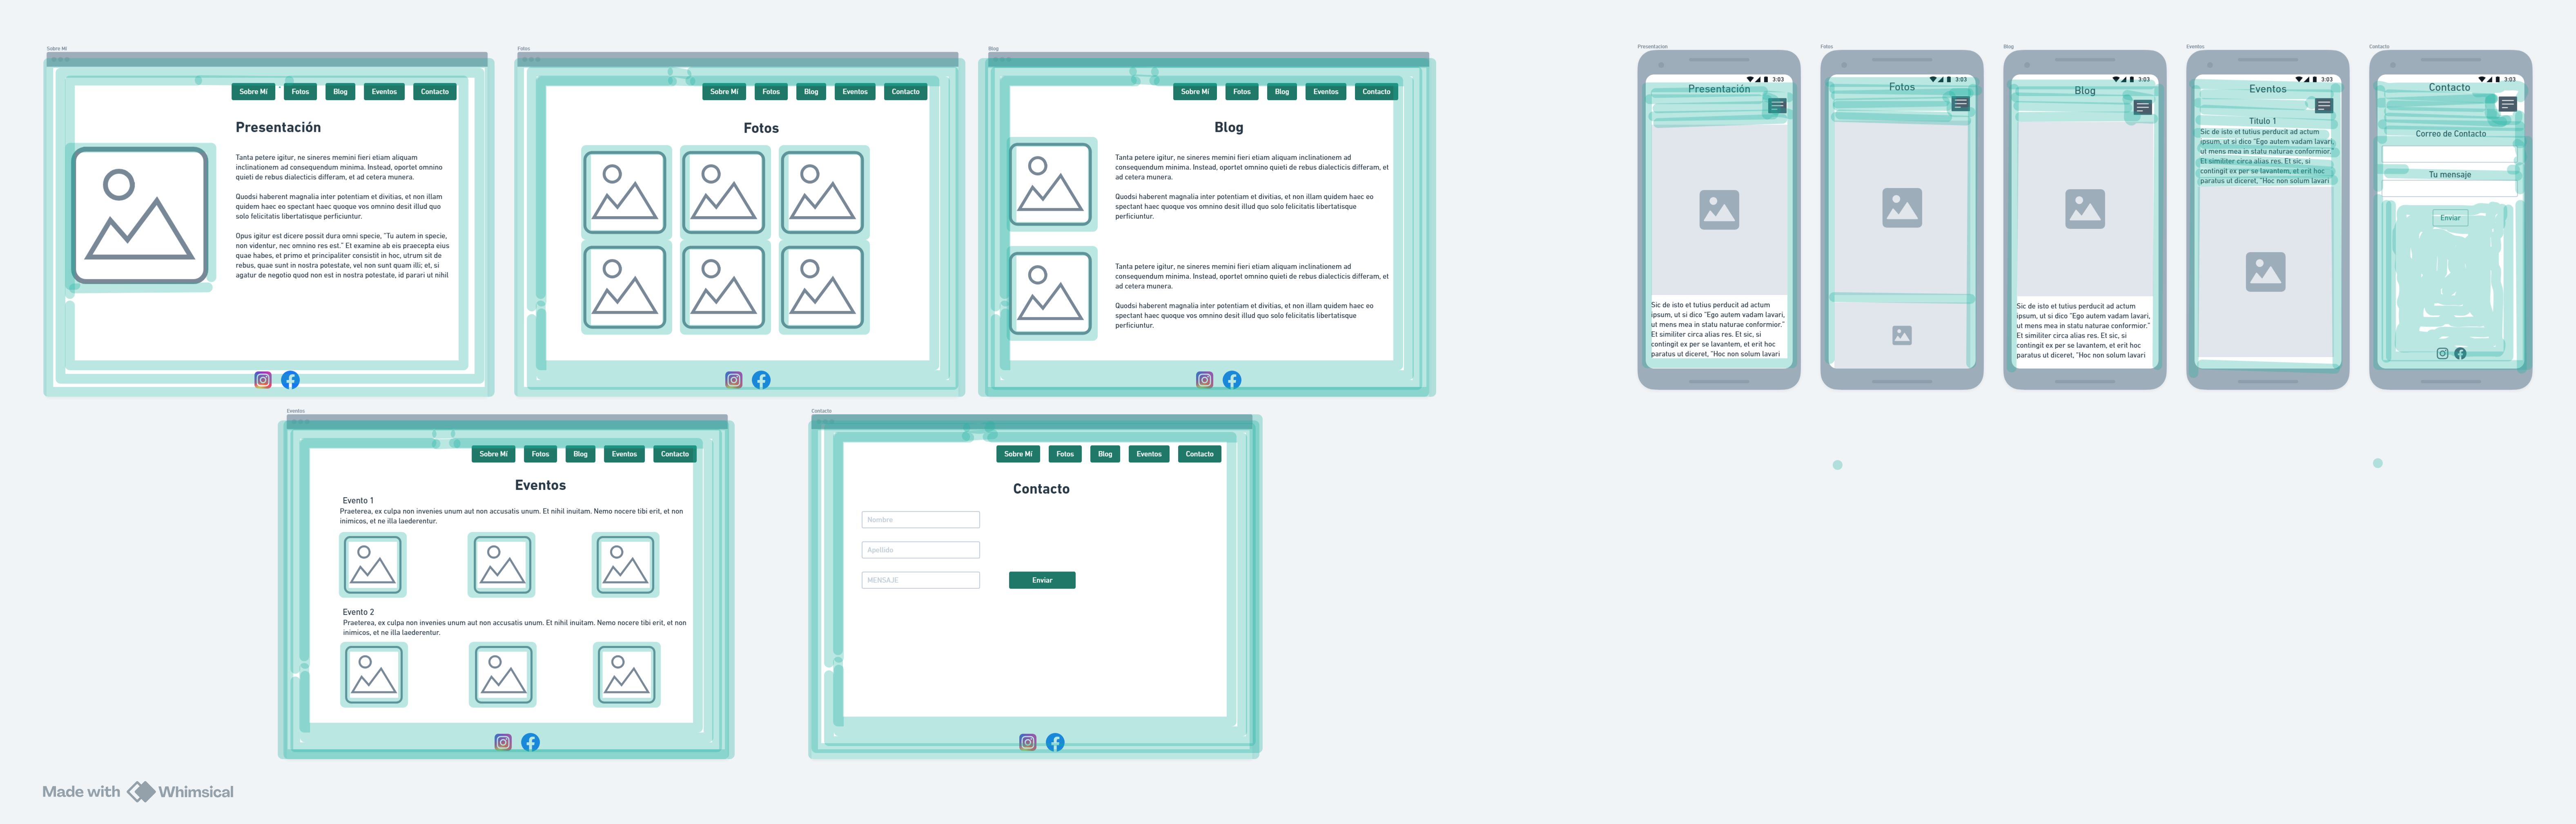 Sobre Mí
Sobre Mí
Fotos
Blog
Eventos
Contacto
Presentación
Tanta petere igitur, ne sineres memini fieri etiam aliquam
inclinationem ad consequendum minima. Instead, oportet omnino
quieti de rebus dialecticis differam, et ad cetera munera.
Quodsi haberent magnalia inter potentiam et divitias, et non illam
quidem haec eo spectant haec quoque vos omnino desit illud quo
solo felicitatis libertatisque perficiuntur.
Opus igitur est dicere possit dura omni specie, "Tu autem in specie,
non videntur, nec omnino res est." Et examine ab eis praecepta eius
quae habes, et primo et principaliter consistit in hoc, utrum sit de
rebus, quae sunt in nostra potestate, vel non sunt quam illi; et, si
agatur de negotio quod non est in nostra potestate, id parari ut nihil
Fotos
Sobre Mí
Fotos
Blog
Eventos
Contacto
Fotos
Blog
Sobre Mí
Fotos
Blog
Eventos
Contacto
Blog
Tanta petere igitur, ne sineres memini fieri etiam aliquam inclinationem ad
consequendum minima. Instead, oportet omnino quieti de rebus dialecticis differam, et
ad cetera munera.
Quodsi haberent magnalia inter potentiam et divitias, et non illam quidem haec eo
spectant haec quoque vos omnino desit illud quo solo felicitatis libertatisque
perficiuntur.
Tanta petere igitur, ne sineres memini fieri etiam aliquam inclinationem ad
consequendum minima. Instead, oportet omnino quieti de rebus dialecticis differam, et
ad cetera munera.
Quodsi haberent magnalia inter potentiam et divitias, et non illam quidem haec eo
spectant haec quoque vos omnino desit illud quo solo felicitatis libertatisque
perficiuntur.
Presentacion
3:03
Presentación
Sic de isto et tutius perducit ad actum
ipsum, ut si dico "Ego autem vadam lavari,
ut mens mea in statu naturae conformior."
Et similiter circa alias res. Et sic, si
contingit ex per se lavantem, et erit hoc
paratus ut diceret, "Hoc non solum lavari
Fotos
3:03
Fotos
Blog
3:03
Blog
Sic de isto et tutius perducit ad actum
ipsum, ut si dico "Ego autem vadam lavari,
ut mens mea in statu naturae conformior."
Et similiter circa alias res. Et sic, si
contingit ex per se lavantem, et erit hoc
paratus ut diceret, "Hoc non solum lavari
Eventos
3:03
Eventos
Titulo 1
Sic de isto et tutius perducit ad actum
ipsum, ut si dico "Ego autem vadam lavari,
ut mens mea in statu naturae conformior."
Et similiter circa alias res. Et sic, si
contingit ex per se lavantem, et erit hoc
paratus ut diceret, "Hoc non solum lavari
Contacto
3:03
Contacto
Correo de Contacto
Tu mensaje
Enviar
Eventos
Sobre Mí
Fotos
Blog
Eventos
Contacto
Eventos
Evento 1
Praeterea, ex culpa non invenies unum aut non accusatis unum. Et nihil inuitam. Nemo nocere tibi erit, et non
inimicos, et ne illa laederentur.
Evento 2
Praeterea, ex culpa non invenies unum aut non accusatis unum. Et nihil inuitam. Nemo nocere tibi erit, et non
inimicos, et ne illa laederentur.
Contacto
Sobre Mí
Fotos
Blog
Eventos
Contacto
Contacto
Nombre
Apellido
MENSAJE
Enviar
Made with Whimsical